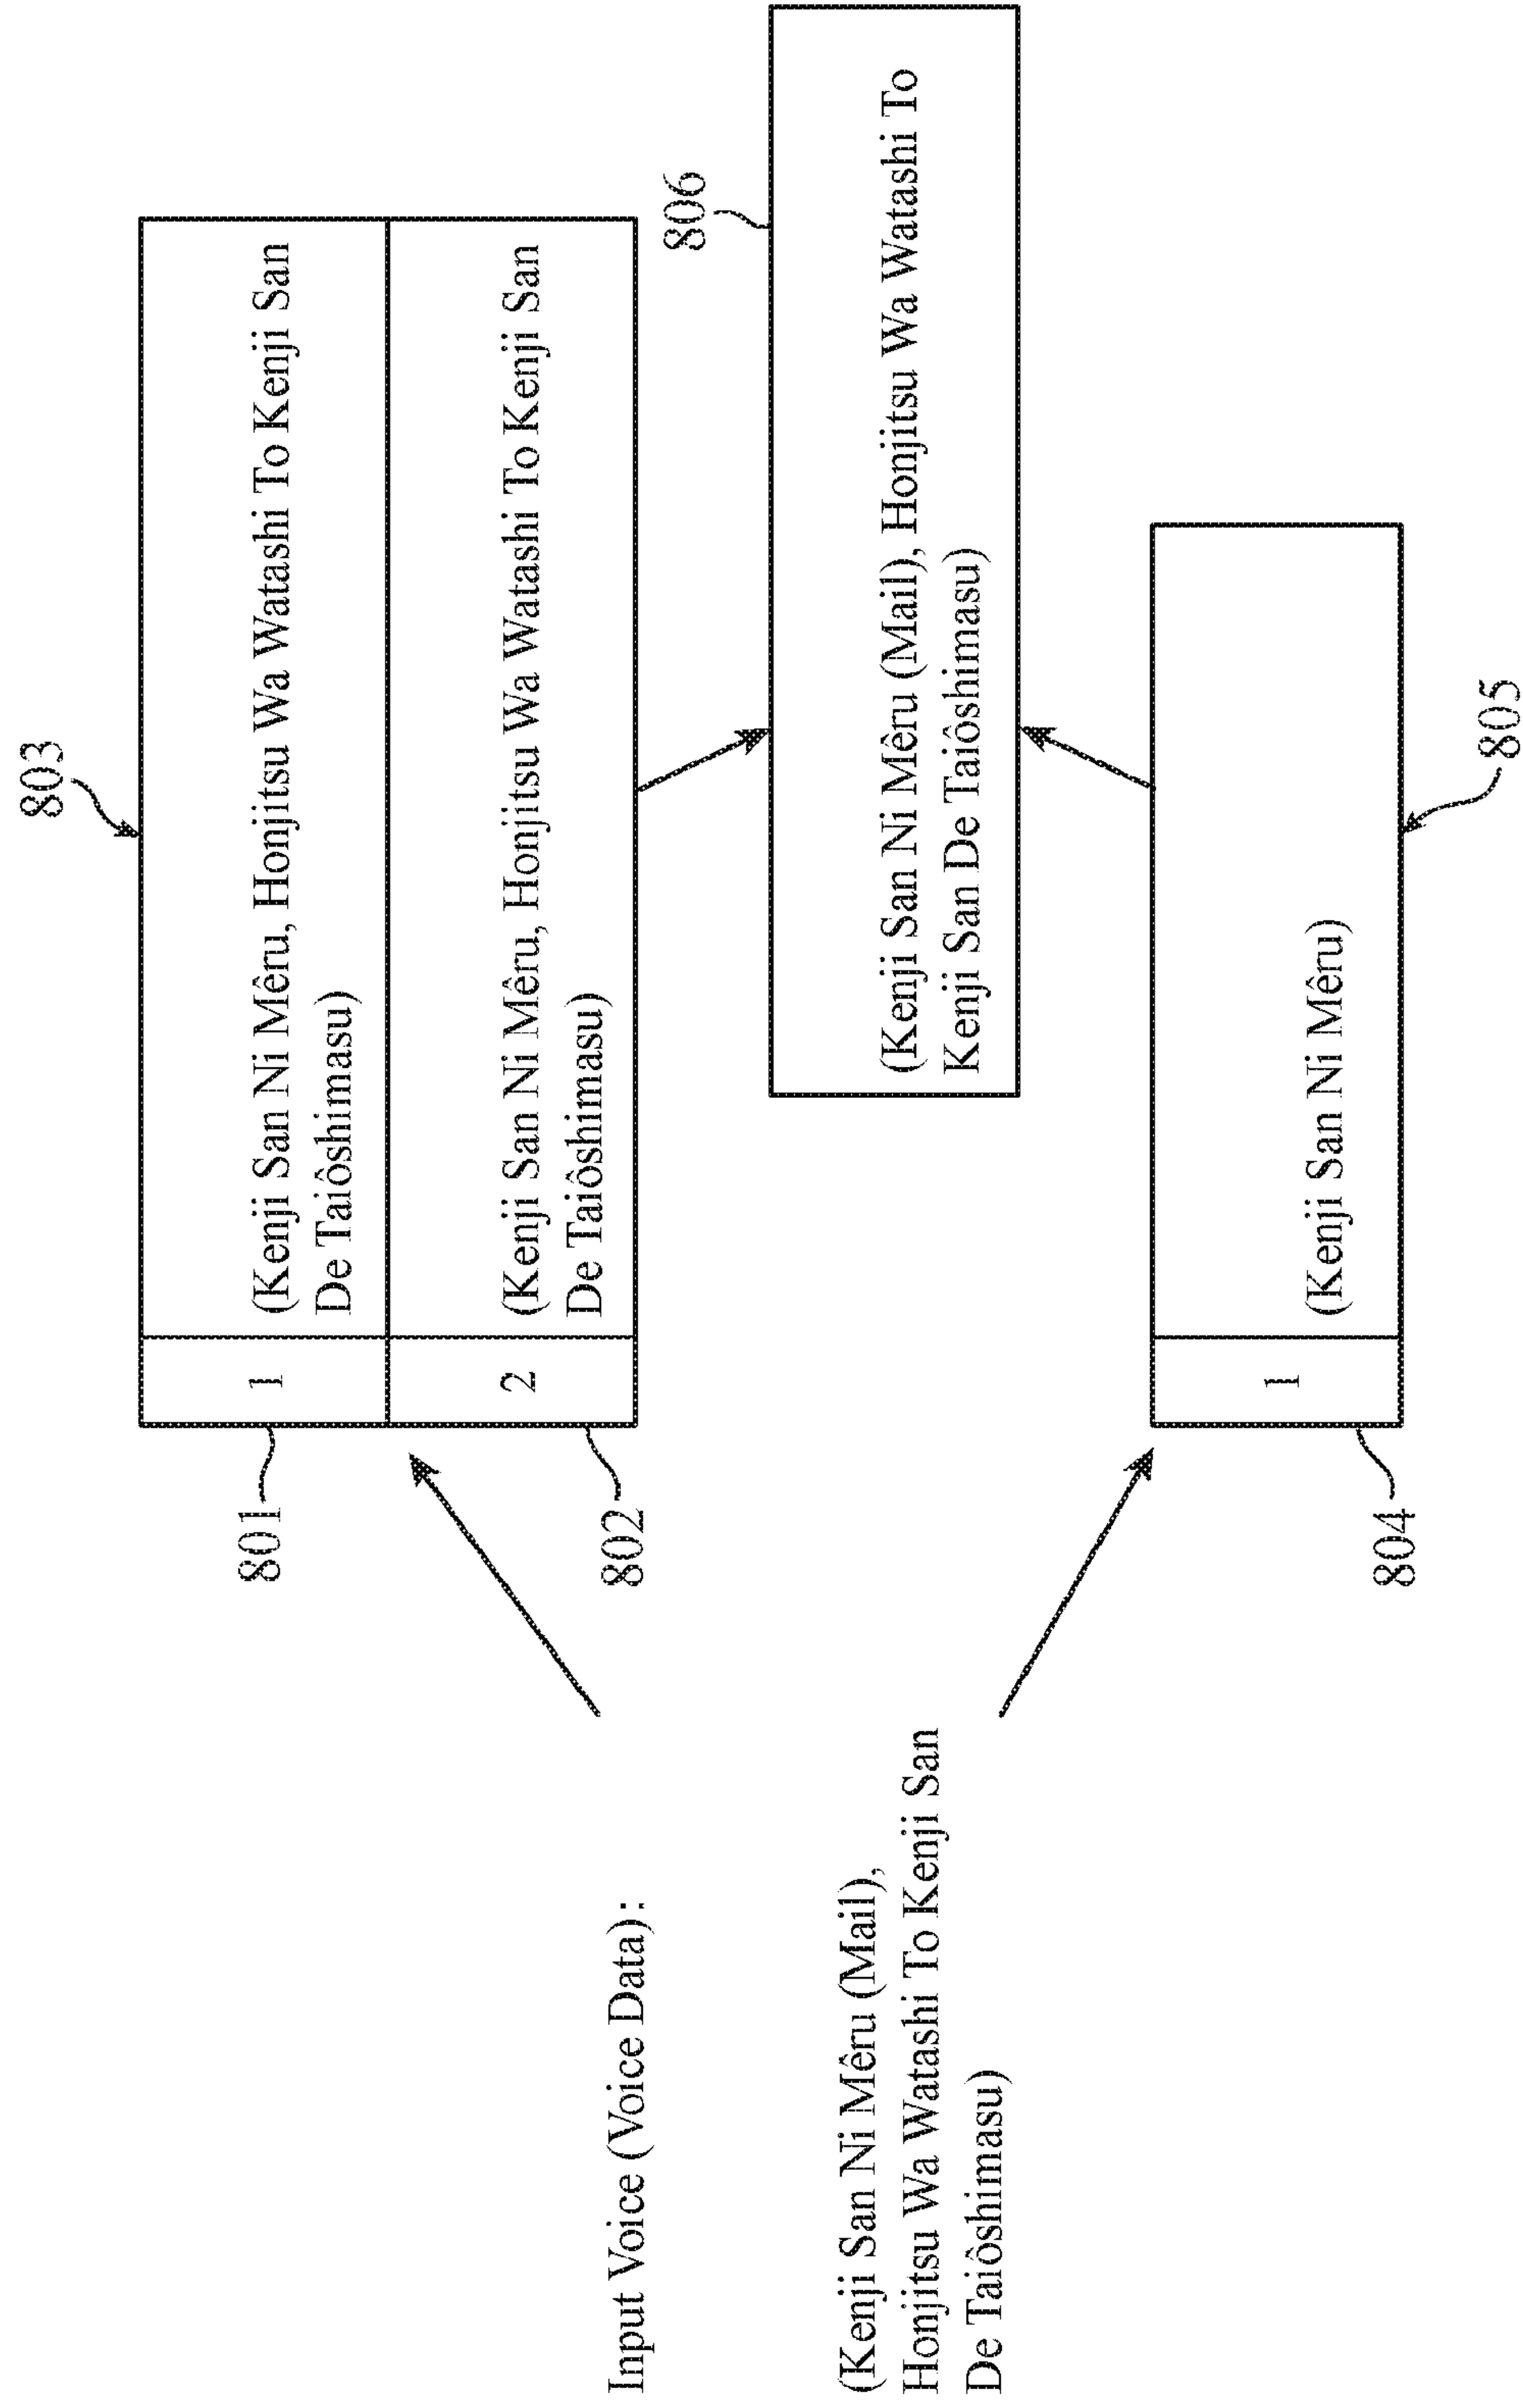 803
801
1
(Kenji San Ni Mêru, Honjitsu Wa Watashi To Kenji San
De Taiôshimasu)
802
2
(Kenji San Ni Mêru, Honjitsu Wa Watashi To Kenji San
De Taiôshimasu)
Input Voice (Voice Data):
(Kenji San Ni Mêru (Mail),
Honjitsu Wa Watashi To Kenji San
De Taiôshimasu)
806
(Kenji San Ni Mêru (Mail), Honjitsu Wa Watashi To
Kenji San De Taiôshimasu)
804
1
(Kenji San Ni Mêru)
805